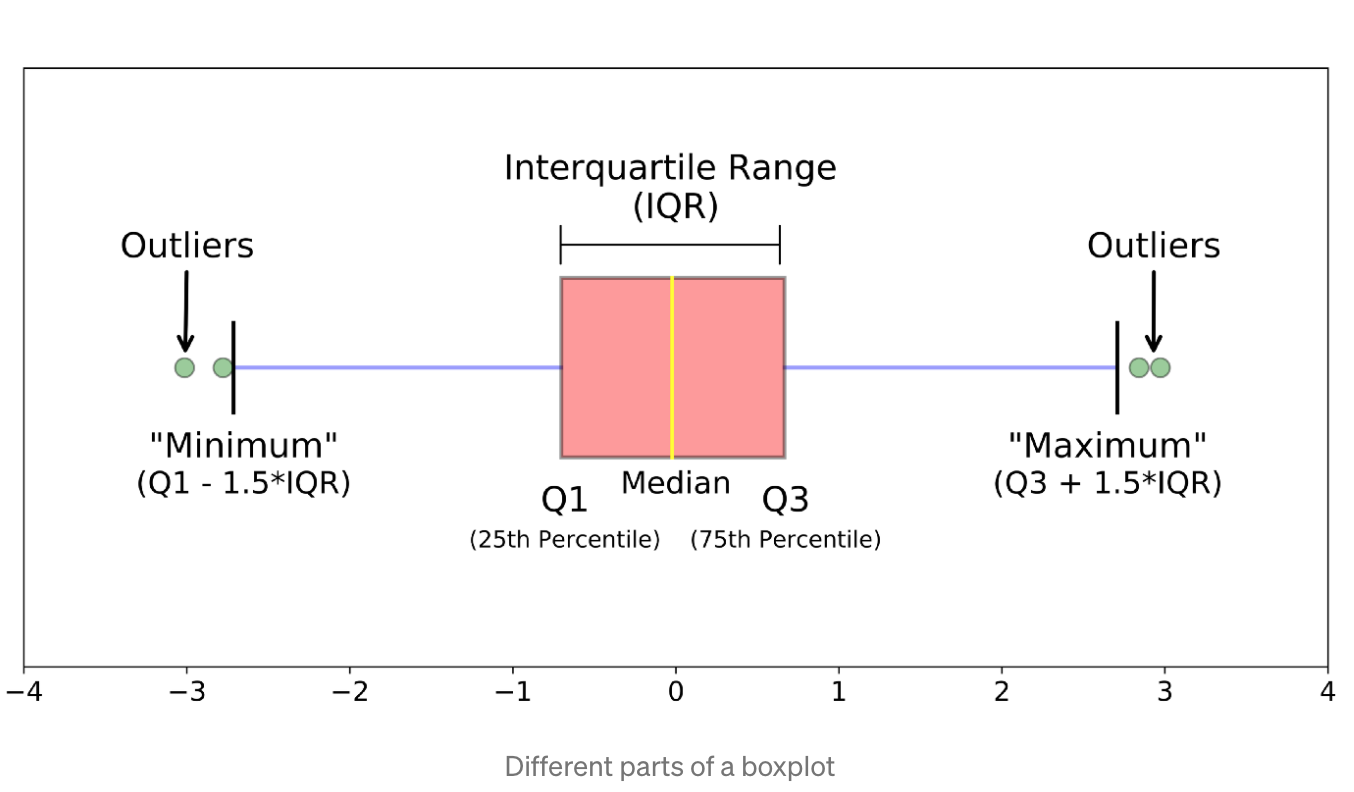 Interquartile Range
(IQR)
Outliers
Outliers
"Minimum"
(Q1 - 1.5*IQR)
"Maximum"
(Q3 + 1.5*IQR)
Q1
Median
Q3
(25th Percentile)
(75th Percentile)
−4
−3
−2
−1
0
1
2
3
4
Different parts of a boxplot